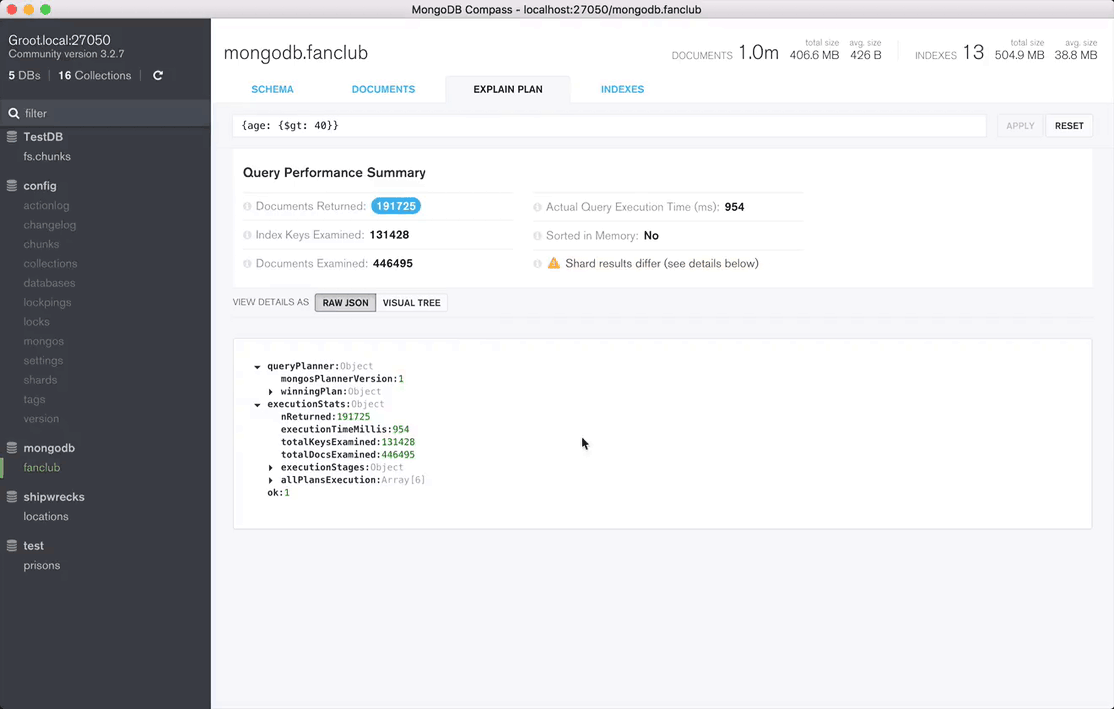 MongoDB Compass - localhost:27050/mongodb.fanclub
Groot.local:27050
Community version 3.2.7
5 DBs | 16 Collections
filter
TestDB
fs.chunks
config
actionlog
changelog
chunks
collections
databases
lockpings
locks
mongos
settings
shards
tags
version
mongodb
fanclub
shipwrecks
locations
test
prisons
mongodb.fanclub
DOCUMENTS 1.0m total size 406.6 MB avg. size 426 B
INDEXES 13 total size 504.9 MB avg. size 38.8 MB
SCHEMA DOCUMENTS EXPLAIN PLAN INDEXES
{age: {$gt: 40}} APPLY RESET
Query Performance Summary
Documents Returned: 191725
Index Keys Examined: 131428
Documents Examined: 446495
Actual Query Execution Time (ms): 954
Sorted in Memory: No
Shard results differ (see details below)
VIEW DETAILS AS RAW JSON VISUAL TREE
queryPlanner:Object
mongosPlannerVersion:1
winningPlan:Object
executionStats:Object
nReturned:191725
executionTimeMillis:954
totalKeysExamined:131428
totalDocsExamined:446495
executionStages:Object
allPlansExecution:Array[6]
ok:1